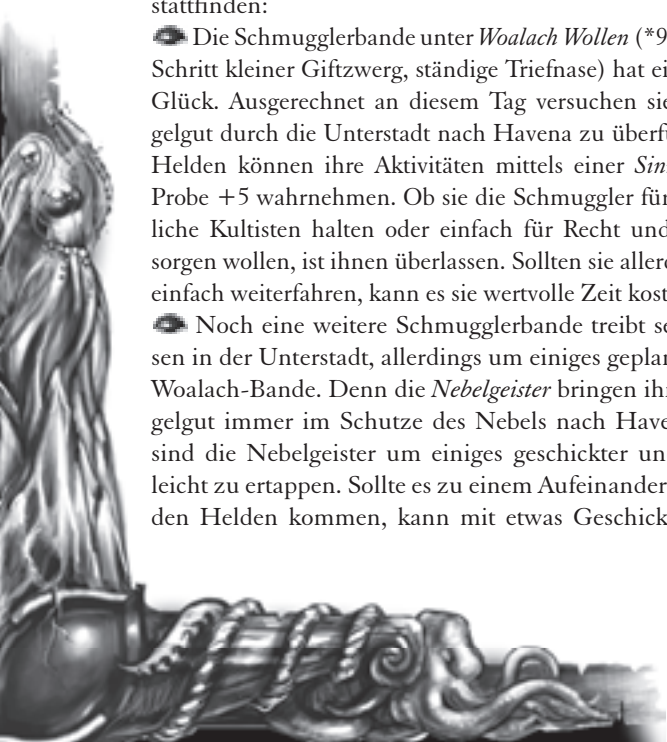 stattfinden:
Die Schmugglerbande unter Woalach Wollen (*9
Schritt kleiner Giftzwerg, ständige Triefnase) hat ei
Glück. Ausgerechnet an diesem Tag versuchen sie
gelgut durch die Unterstadt nach Havena zu überf
Helden können ihre Aktivitäten mittels einer Sin
Probe +5 wahrnehmen. Ob sie die Schmuggler für
liche Kultisten halten oder einfach für Recht und
sorgen wollen, ist ihnen überlassen. Sollten sie allerd
einfach weiterfahren, kann es sie wertvolle Zeit kost
Noch eine weitere Schmugglerbande treibt se
sen in der Unterstadt, allerdings um einiges geplan
Woalach-Bande. Denn die Nebelgeister bringen ihr
gelgut immer im Schutze des Nebels nach Have
sind die Nebelgeister um einiges geschickter un
leicht zu ertappen. Sollte es zu einem Aufeinander
den Helden kommen, kann mit etwas Geschick